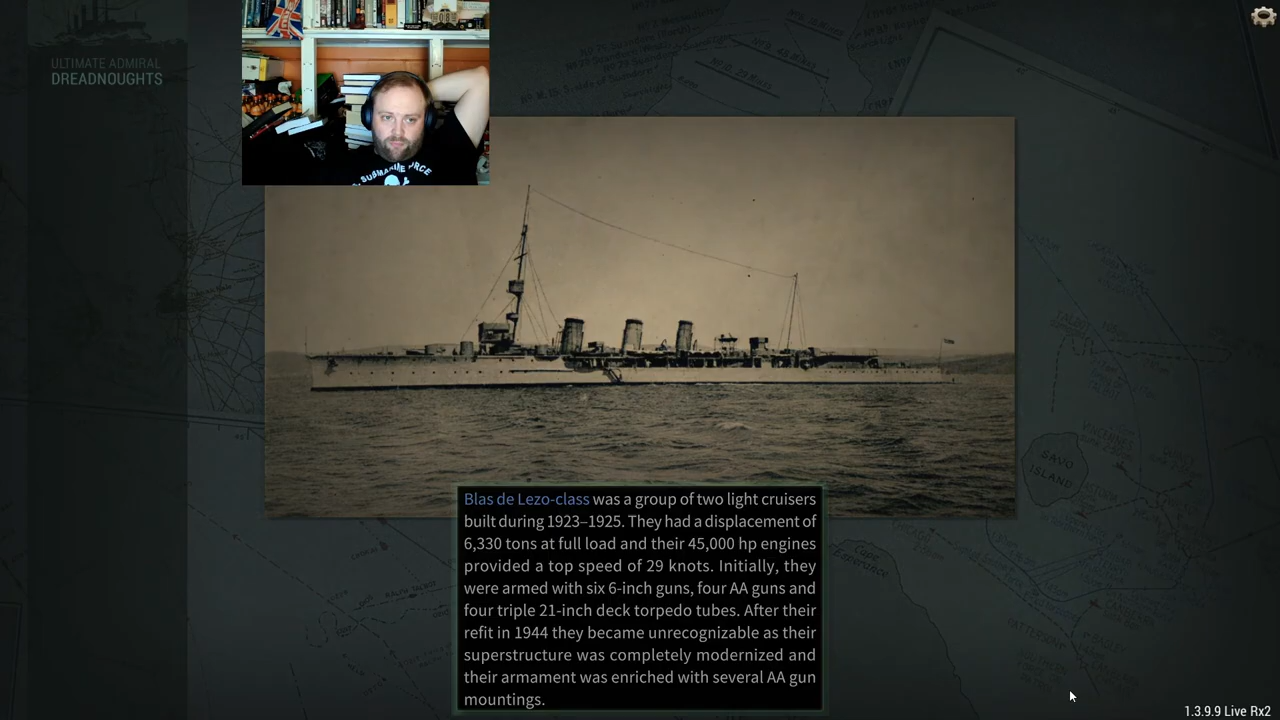 ULTIMATE ADMIRAL
DREADNOUGHTS
SUBMARINE FORCE
SAVO
ISLAND
Blas de Lezo-class was a group of two light cruisers
built during 1923–1925. They had a displacement of
6,330 tons at full load and their 45,000 hp engines
provided a top speed of 29 knots. Initially, they
were armed with six 6-inch guns, four AA guns and
four triple 21-inch deck torpedo tubes. After their
refit in 1944 they became unrecognizable as their
superstructure was completely modernized and
their armament was enriched with several AA gun
mountings.
1.3.9.9 Live Rx2